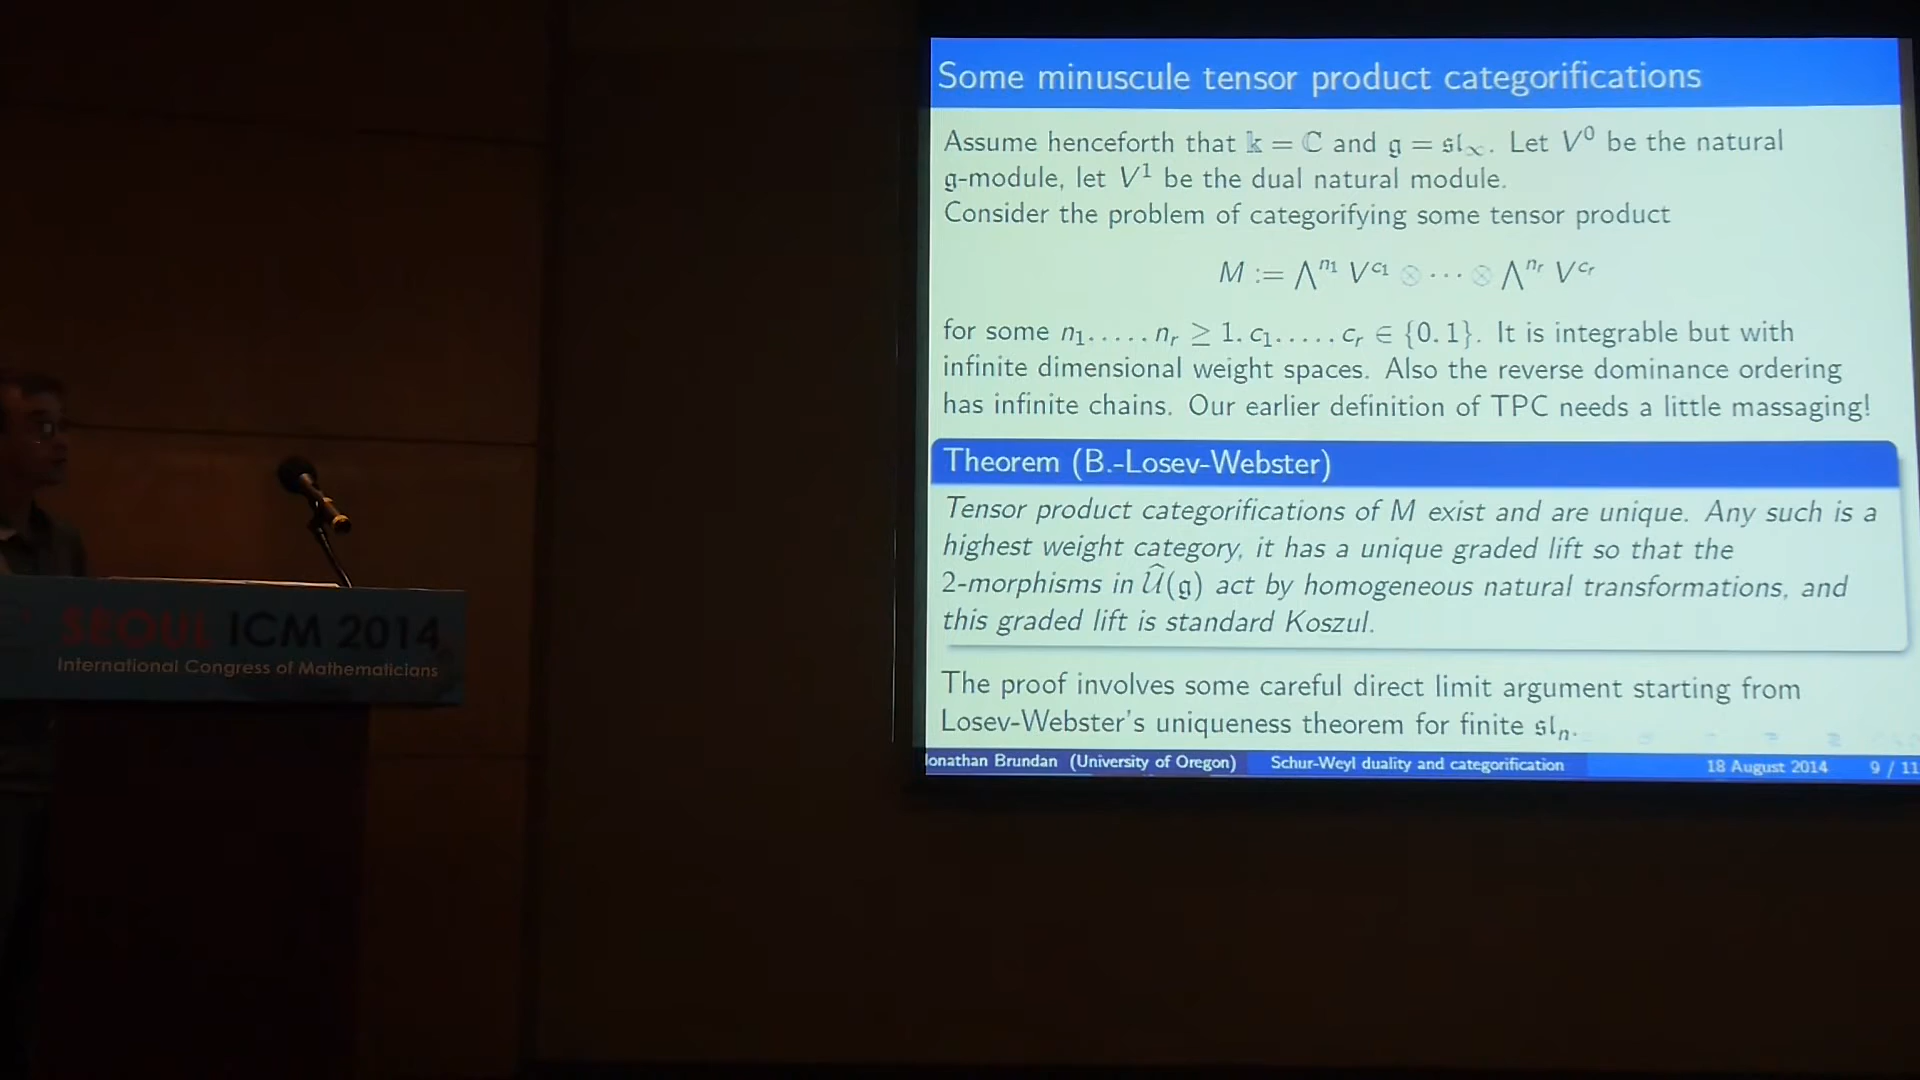 Some minuscule tensor product categorifications
Assume henceforth that 𝕜 = ℂ and 𝔤 = 𝔰𝔩∞. Let V⁰ be the natural
𝔤-module, let V¹ be the dual natural module.
Consider the problem of categorifying some tensor product
M := ⋀ⁿ¹ Vᶜ¹ ⊗ ⋯ ⊗ ⋀ⁿʳ Vᶜʳ
for some n₁, …, nᵣ ≥ 1, c₁, …, cᵣ ∈ {0, 1}. It is integrable but with
infinite dimensional weight spaces. Also the reverse dominance ordering
has infinite chains. Our earlier definition of TPC needs a little massaging!
Theorem (B.-Losev-Webster)
Tensor product categorifications of M exist and are unique. Any such is a
highest weight category, it has a unique graded lift so that the
2-morphisms in Û(𝔤) act by homogeneous natural transformations, and
this graded lift is standard Koszul.
The proof involves some careful direct limit argument starting from
Losev-Webster's uniqueness theorem for finite 𝔰𝔩ₙ.
Jonathan Brundan (University of Oregon) Schur-Weyl duality and categorification 18 August 2014 9 / 11
SEOUL ICM 2014
International Congress of Mathematicians